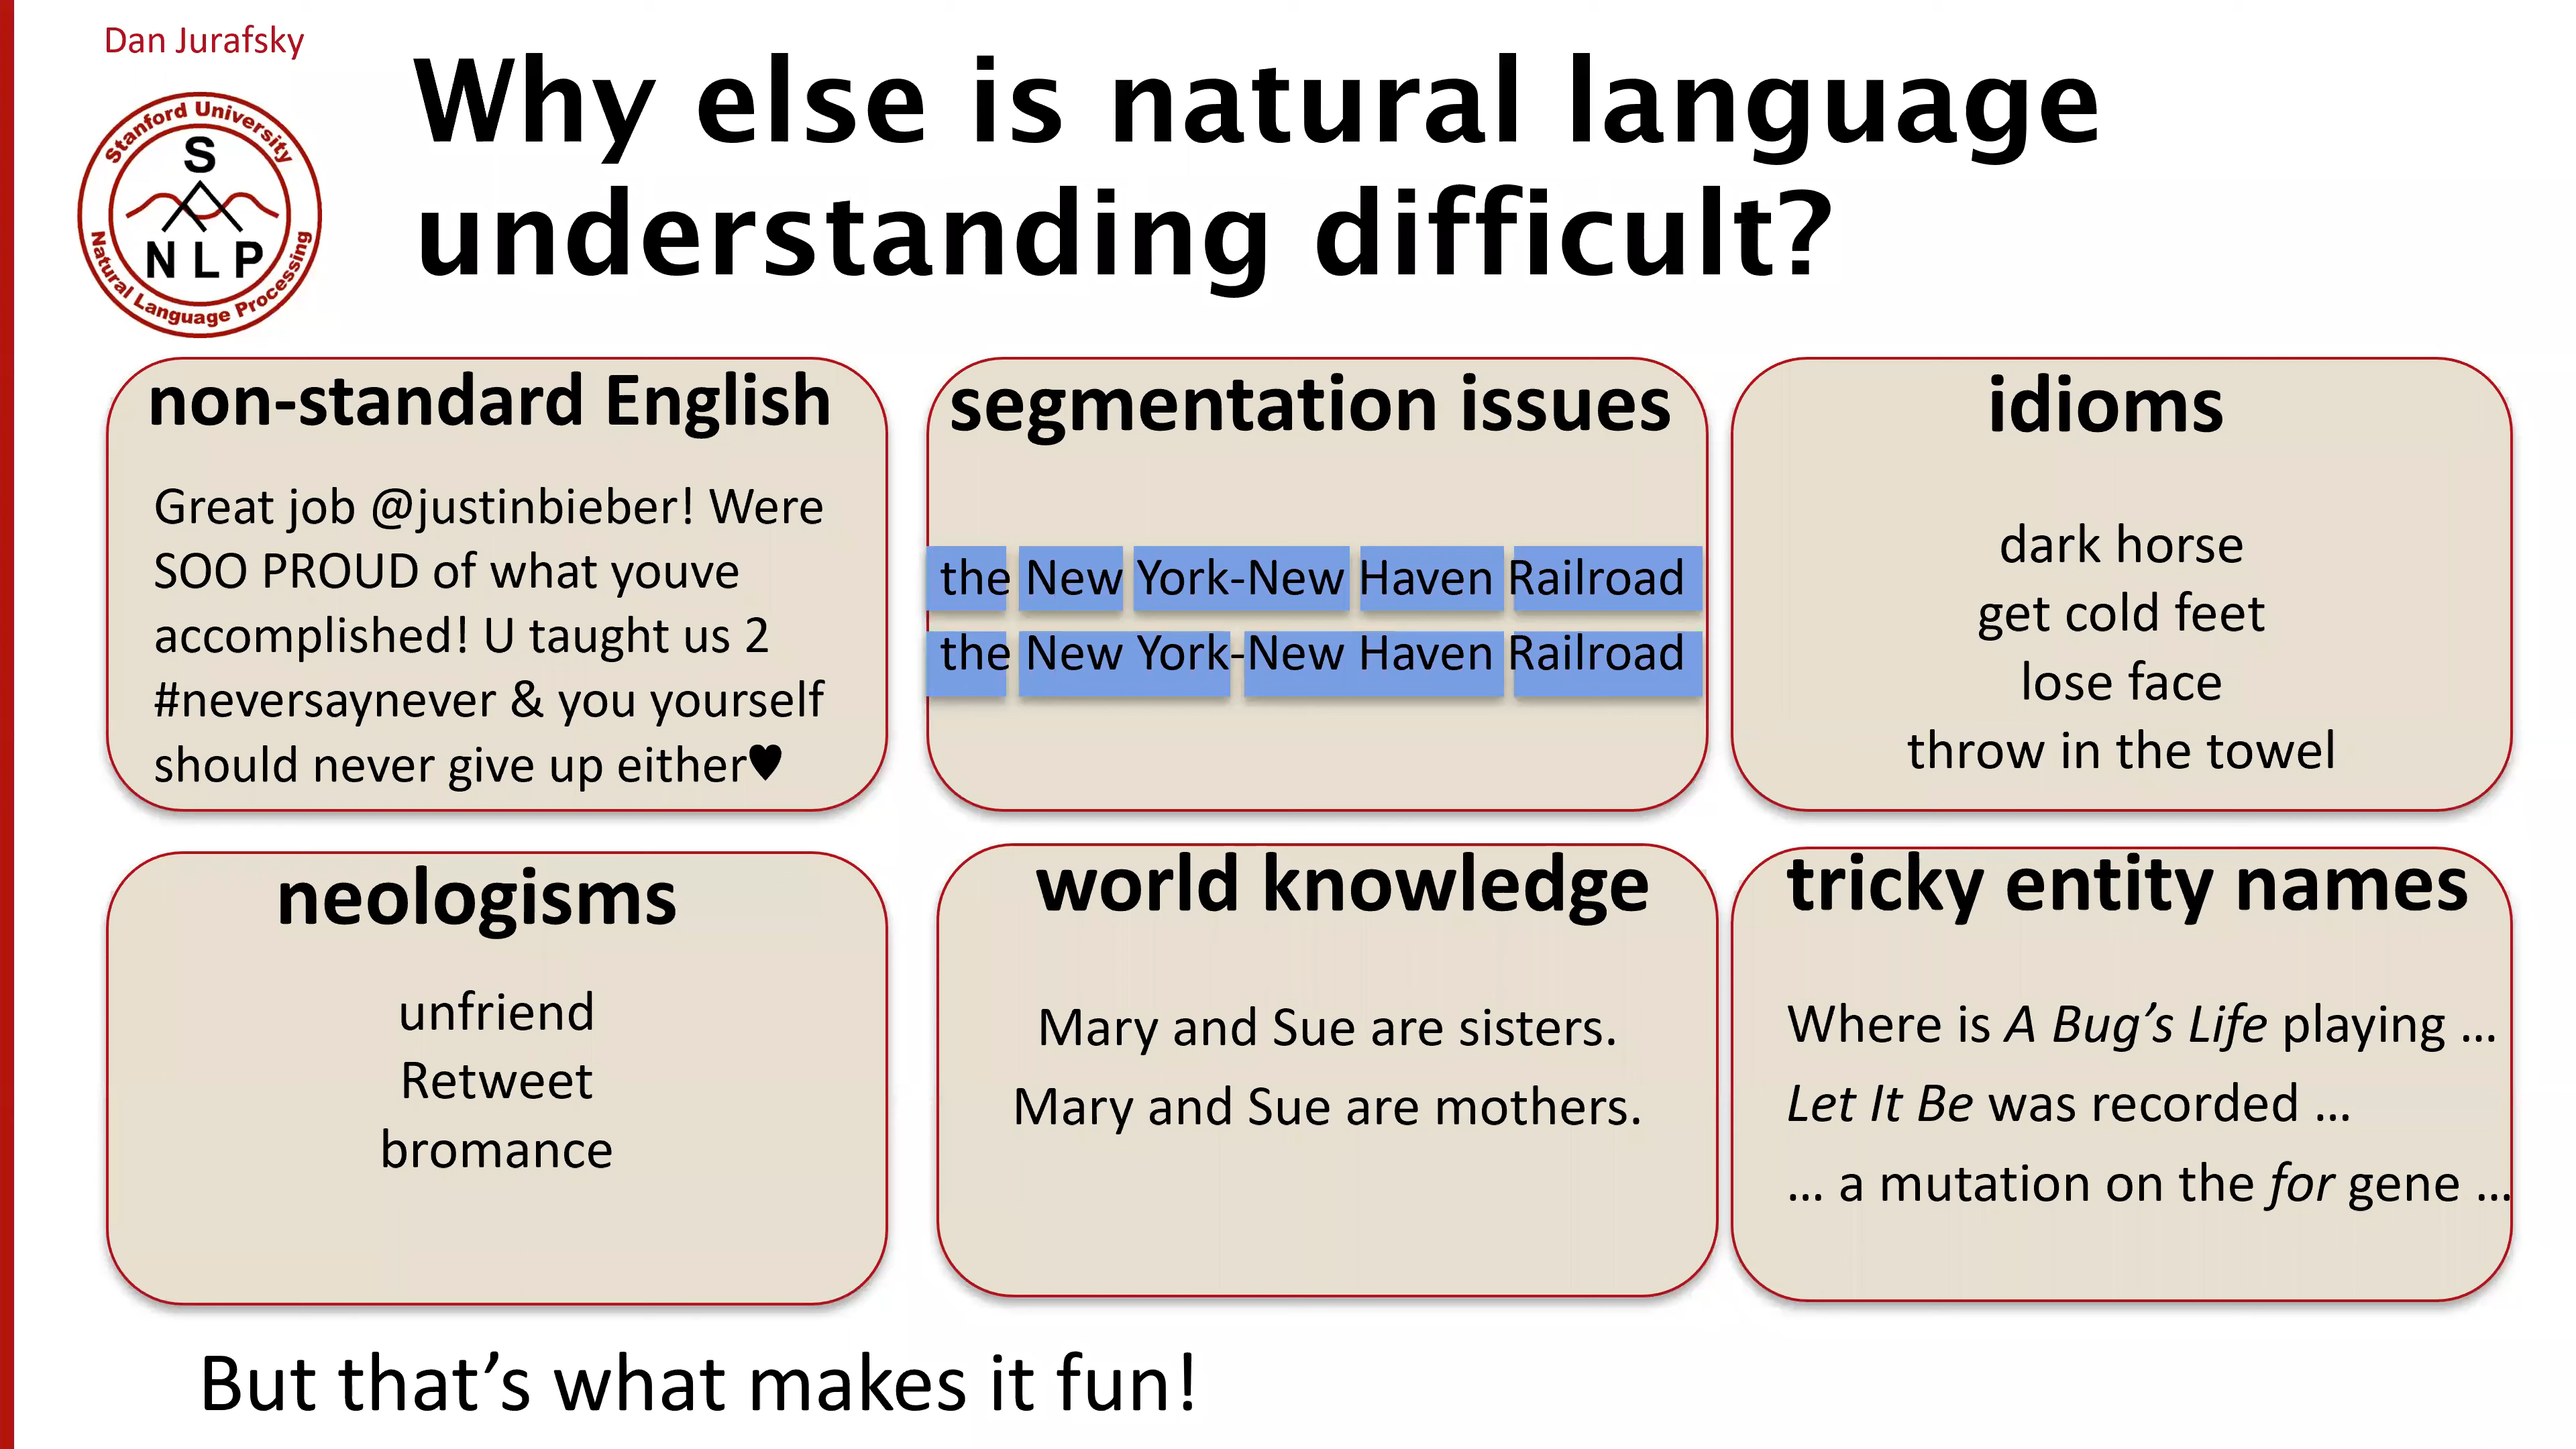 Dan Jurafsky
Stanford University
S
NLP
Natural Language Processing
Why else is natural language
understanding difficult?
non-standard English
Great job @justinbieber! Were
SOO PROUD of what youve
accomplished! U taught us 2
#neversaynever & you yourself
should never give up either♥
segmentation issues
the New York-New Haven Railroad
the New York-New Haven Railroad
idioms
dark horse
get cold feet
lose face
throw in the towel
neologisms
unfriend
Retweet
bromance
world knowledge
Mary and Sue are sisters.
Mary and Sue are mothers.
tricky entity names
Where is A Bug’s Life playing …
Let It Be was recorded …
… a mutation on the for gene …
But that’s what makes it fun!